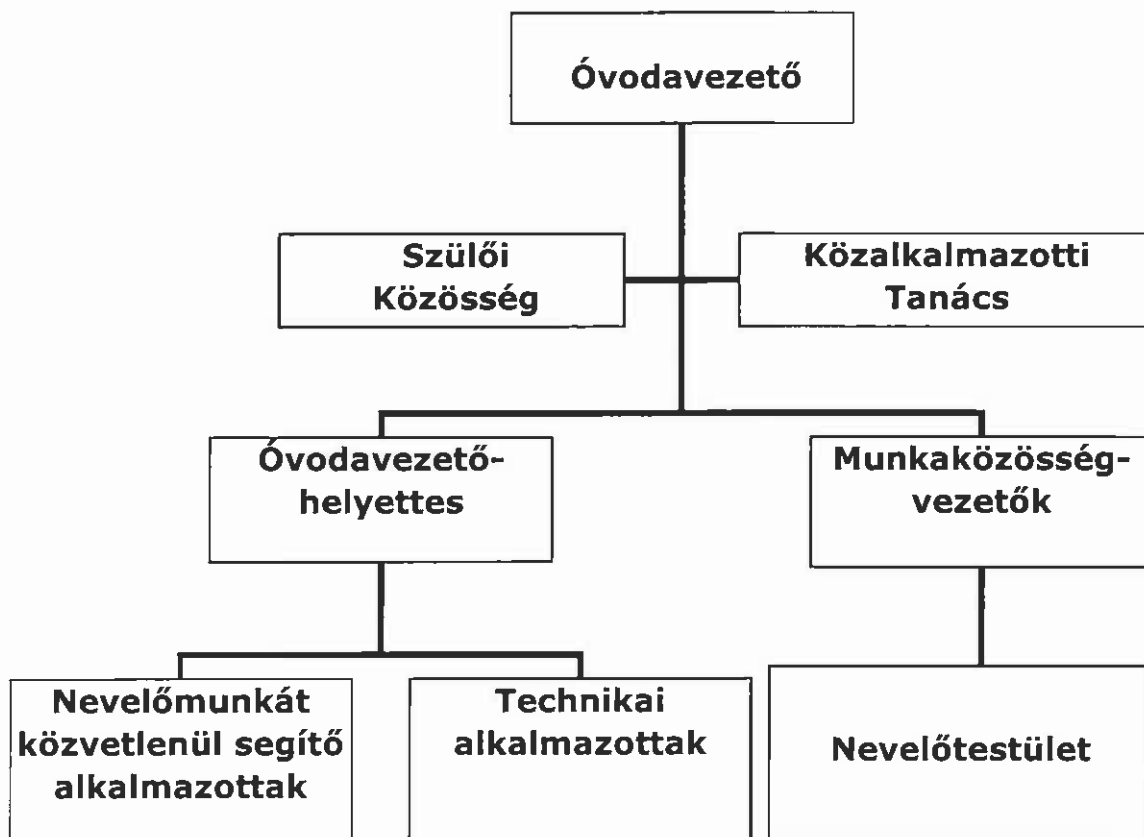 Óvodavezető
Szülői
Közösség
Közalkalmazotti
Tanács
Óvodavezető-
helyettes
Munkaközösség-
vezetők
Nevelőmunkát
közvetlenül segítő
alkalmazottak
Technikai
alkalmazottak
Nevelőtestület